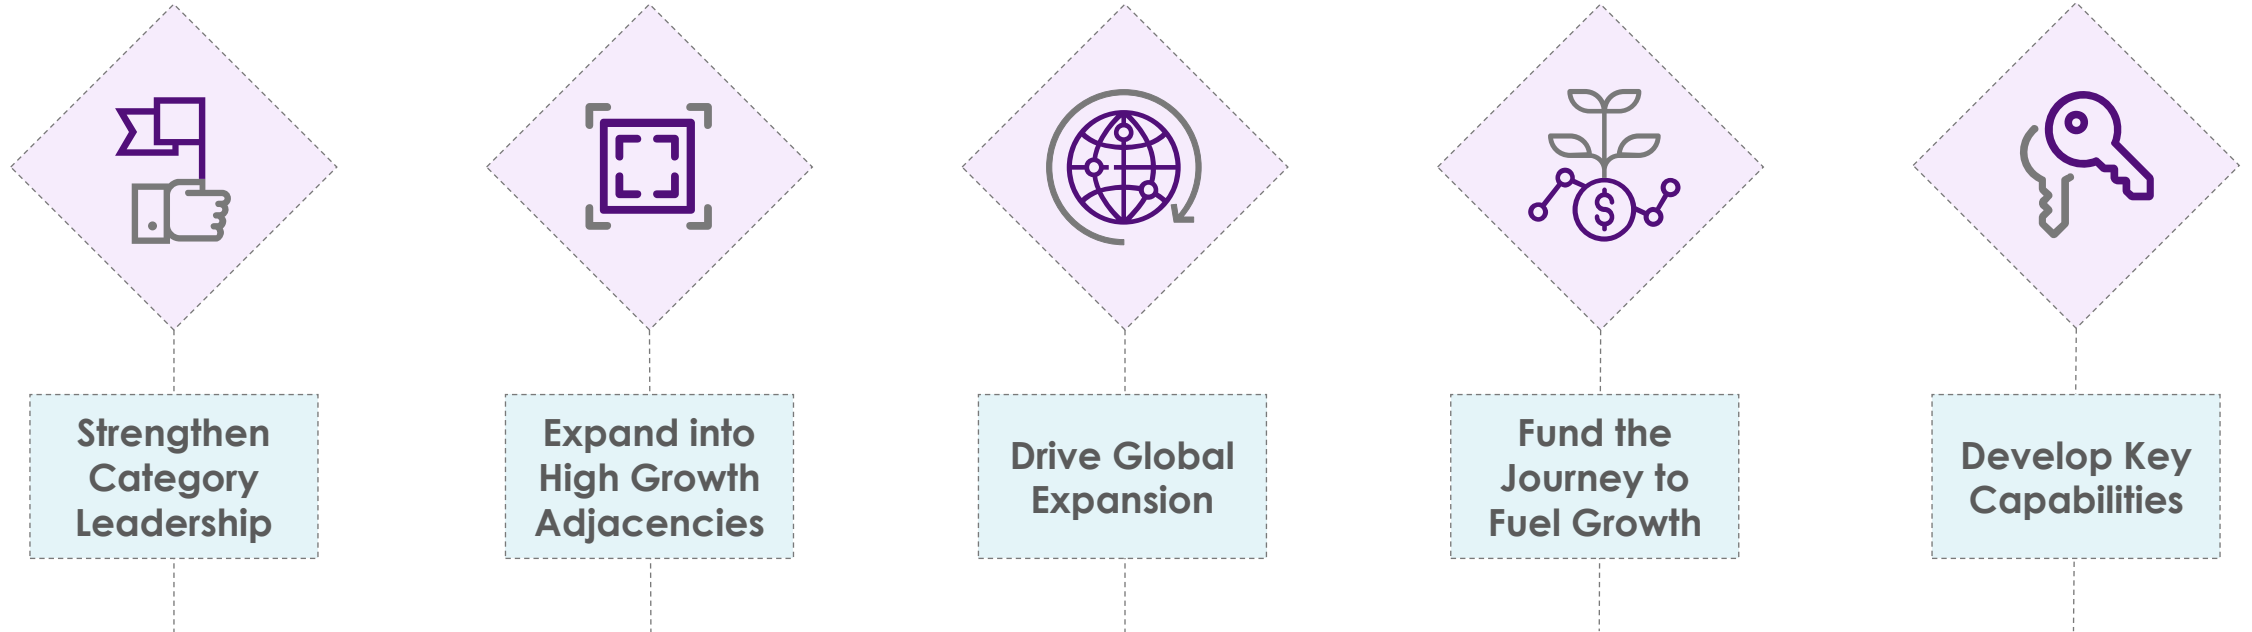 Strengthen
Category
Leadership
Expand into
High Growth
Adjacencies
Drive Global
Expansion
Fund the
Journey to
Fuel Growth
Develop Key
Capabilities
$